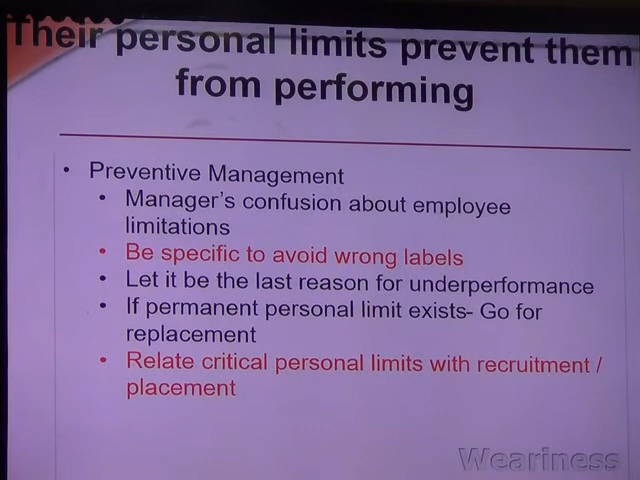 Their personal limits prevent them
from performing
• Preventive Management
• Manager's confusion about employee
limitations
• Be specific to avoid wrong labels
• Let it be the last reason for underperformance
• If permanent personal limit exists- Go for
replacement
• Relate critical personal limits with recruitment /
placement
Weariness